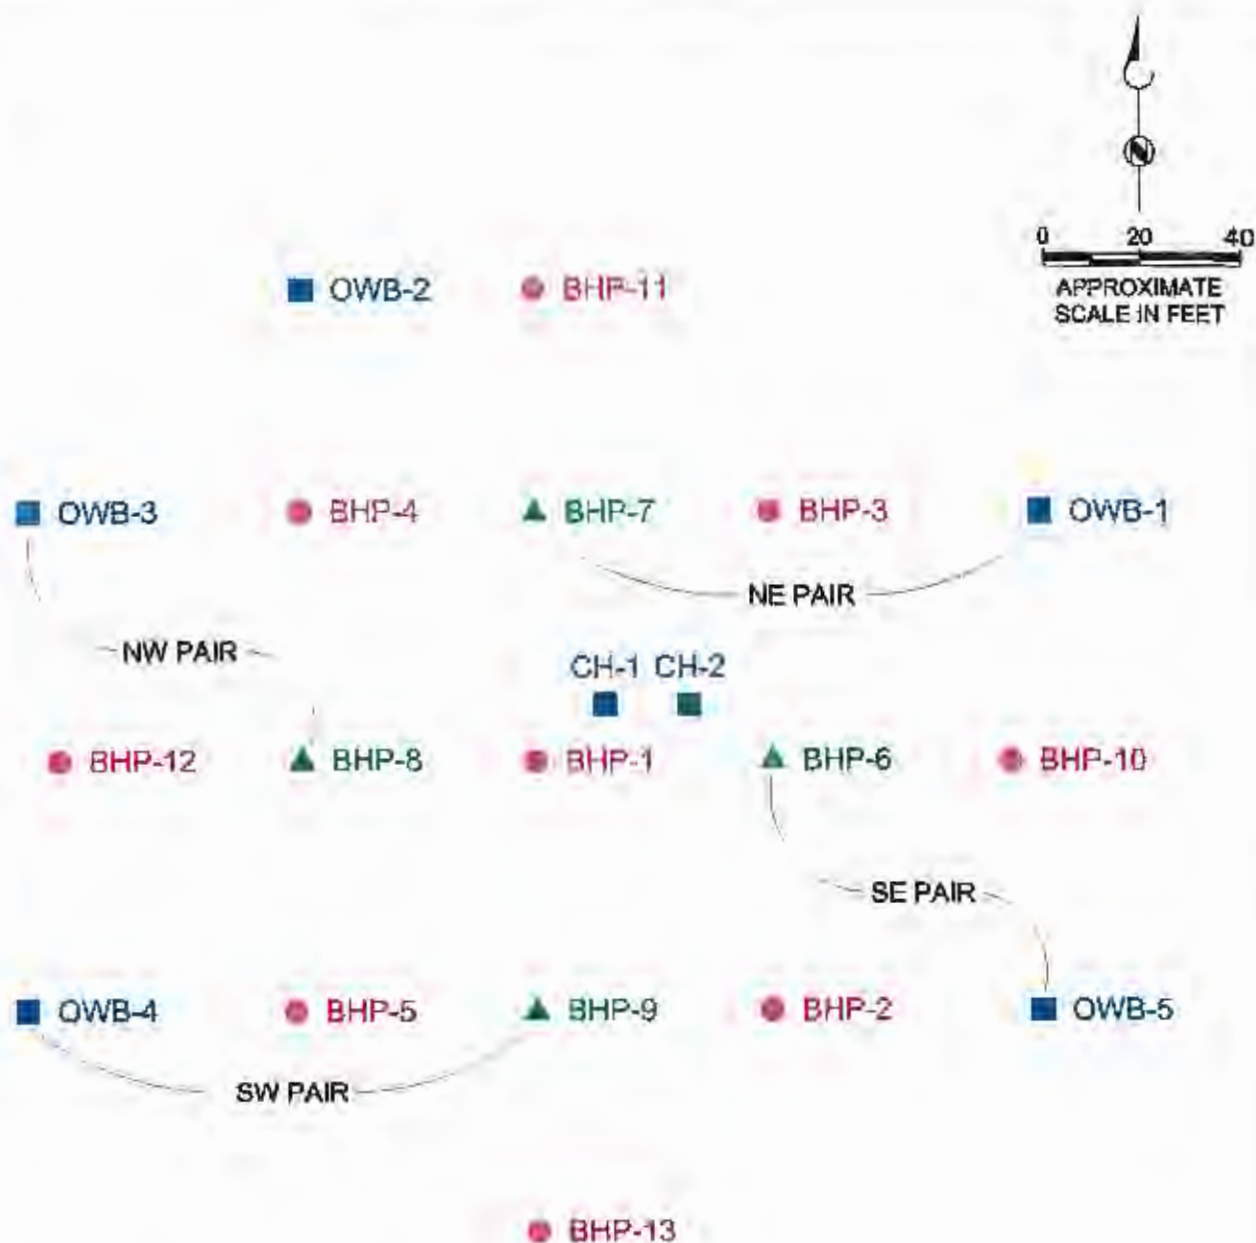 N
0 20 40
APPROXIMATE
SCALE IN FEET
OWB-2 BHP-11
OWB-3 BHP-4 BHP-7 BHP-3 OWB-1
NE PAIR
NW PAIR
CH-1 CH-2
BHP-12 BHP-8 BHP-1 BHP-6 BHP-10
SE PAIR
OWB-4 BHP-5 BHP-9 BHP-2 OWB-5
SW PAIR
BHP-13